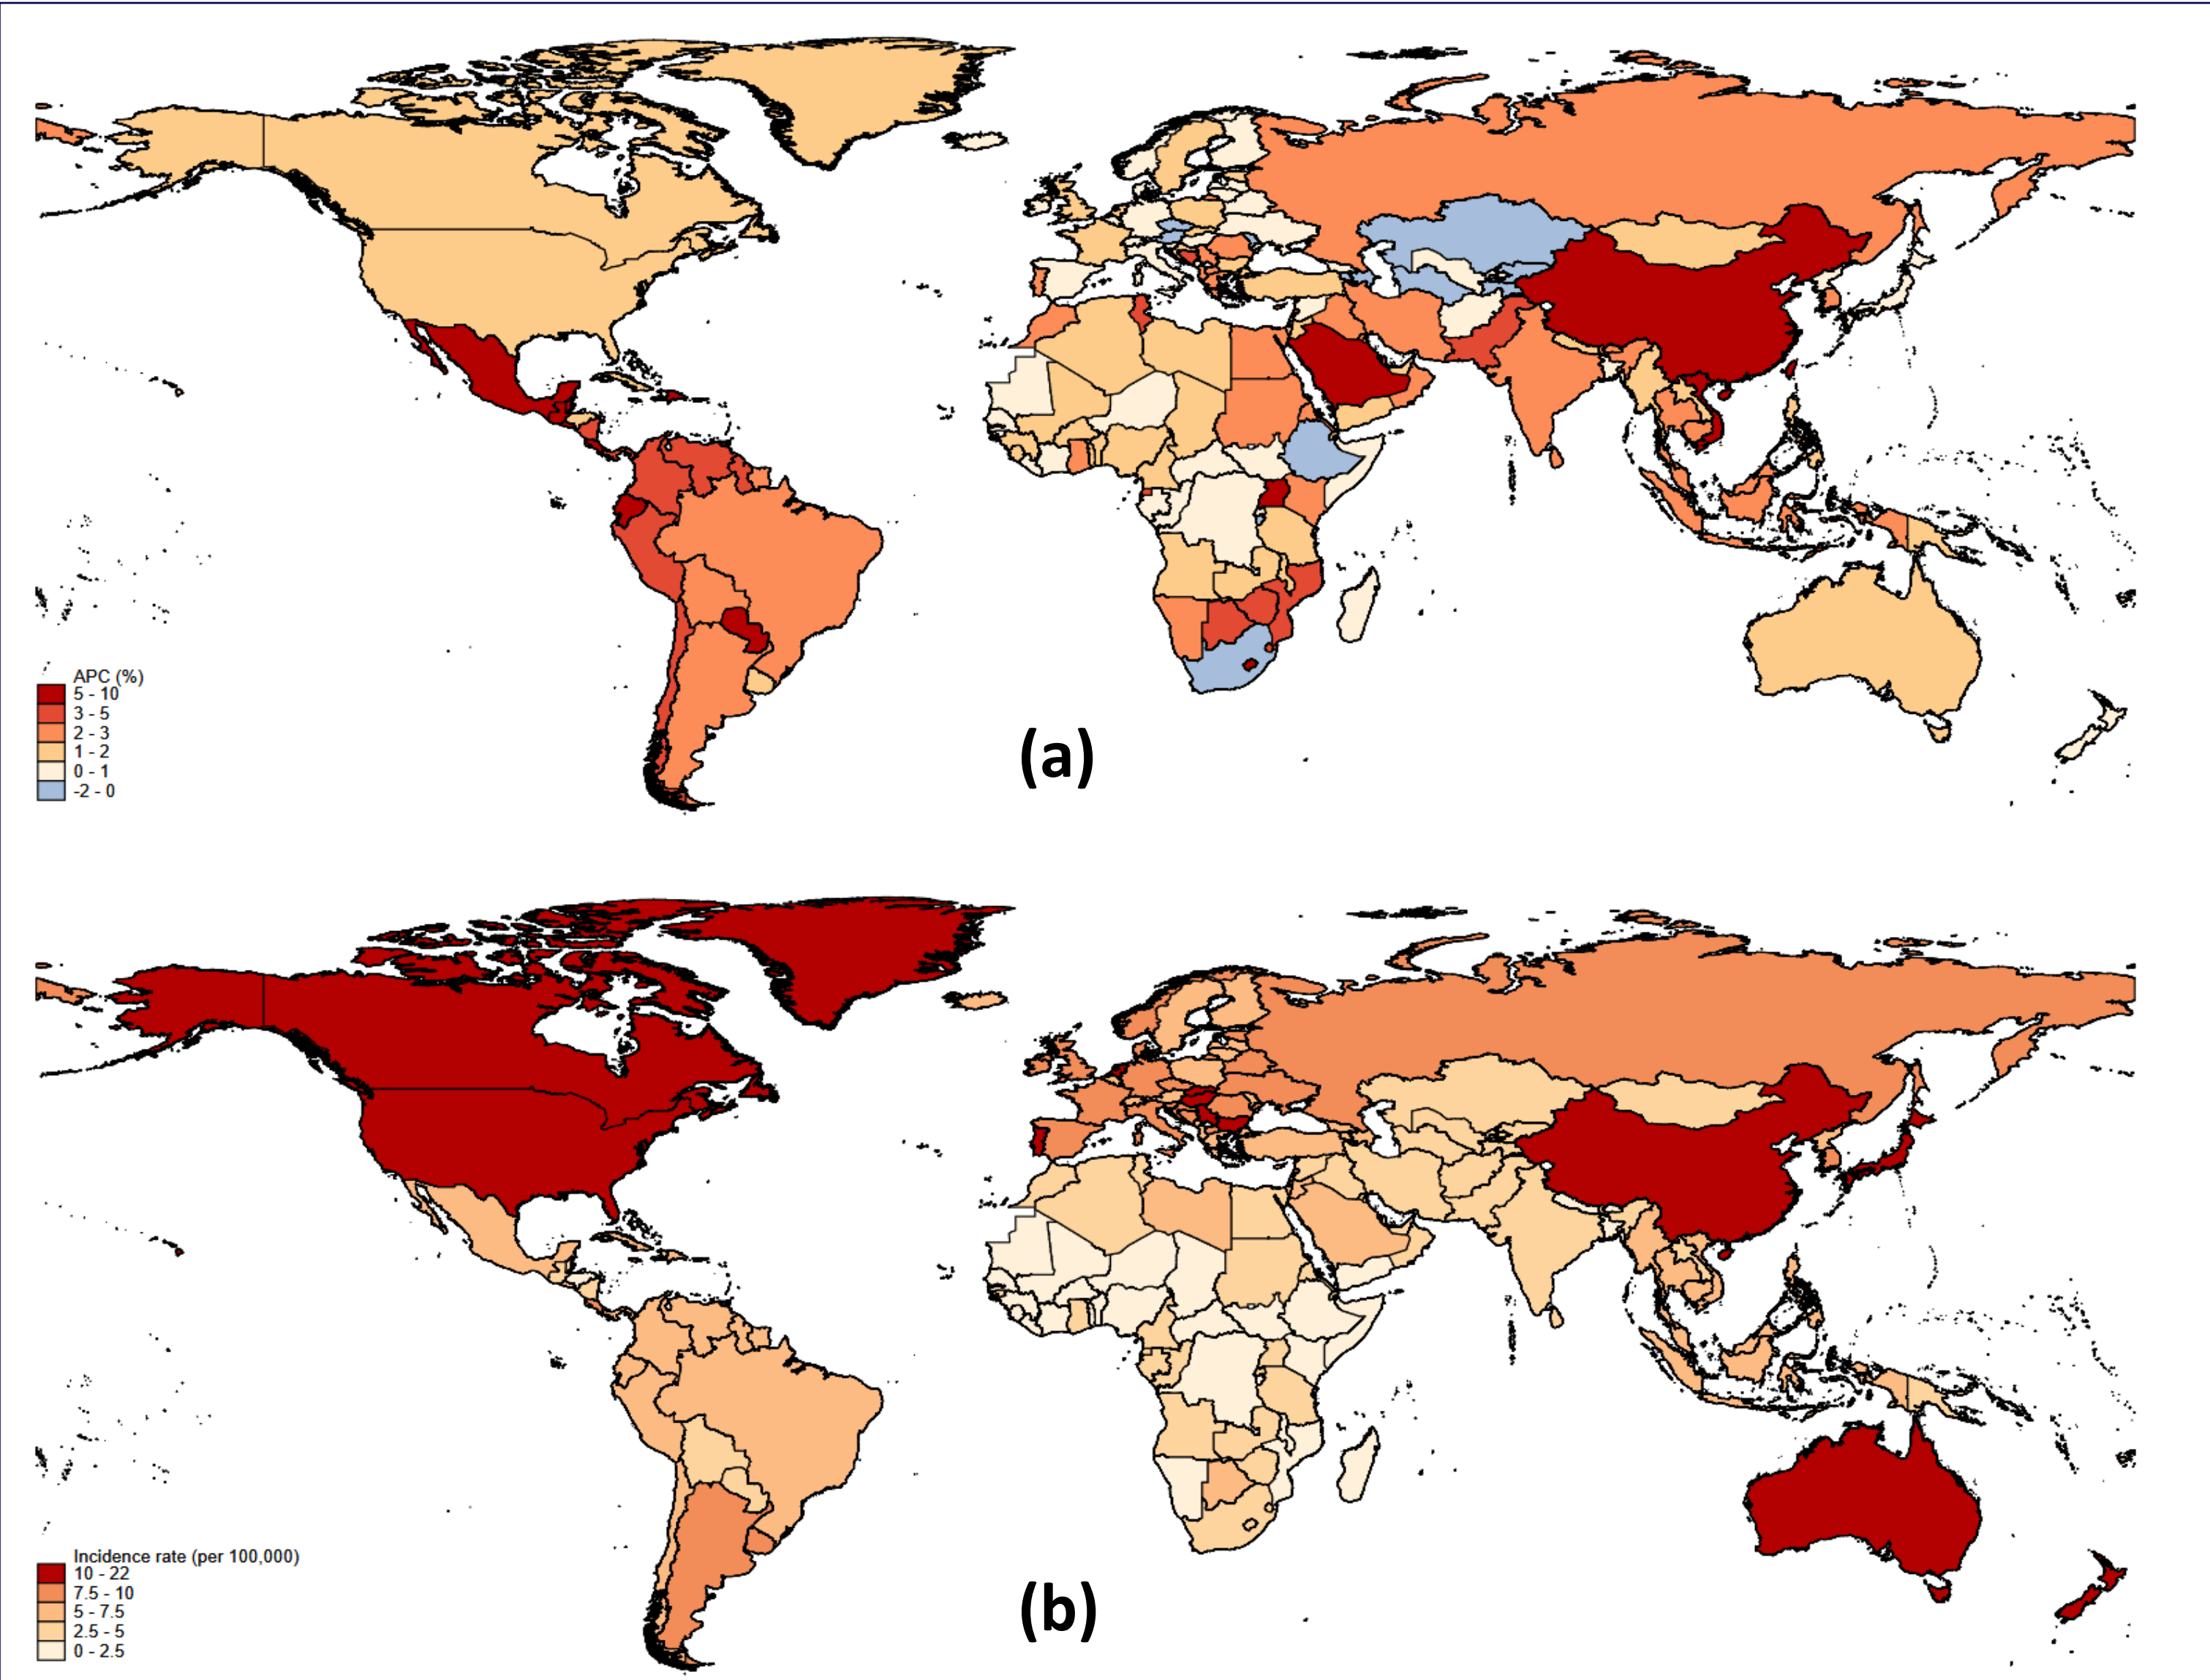 APC (%)
5 - 10
3 - 5
2 - 3
1 - 2
0 - 1
-2 - 0
(a)
Incidence rate (per 100,000)
10 - 22
7.5 - 10
5 - 7.5
2.5 - 5
0 - 2.5
(b)